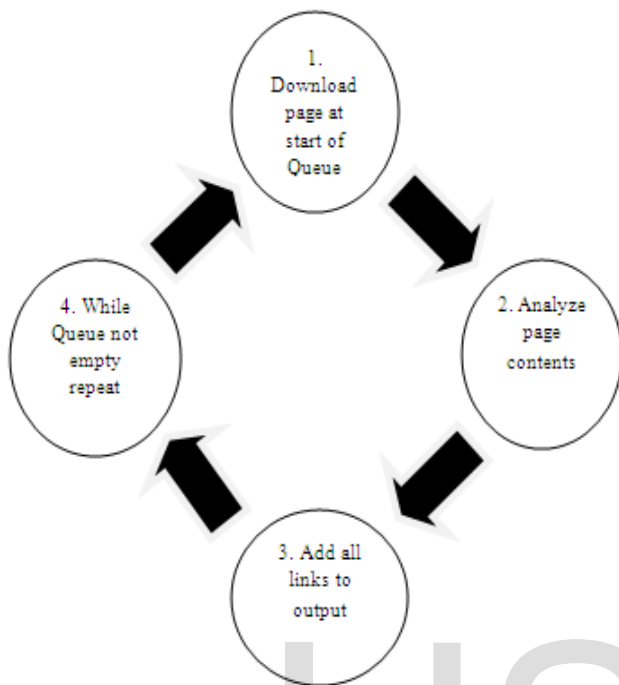 1.
Download
page at
start of
Queue
2. Analyze
page
contents
3. Add all
links to
output
4. While
Queue not
empty
repeat